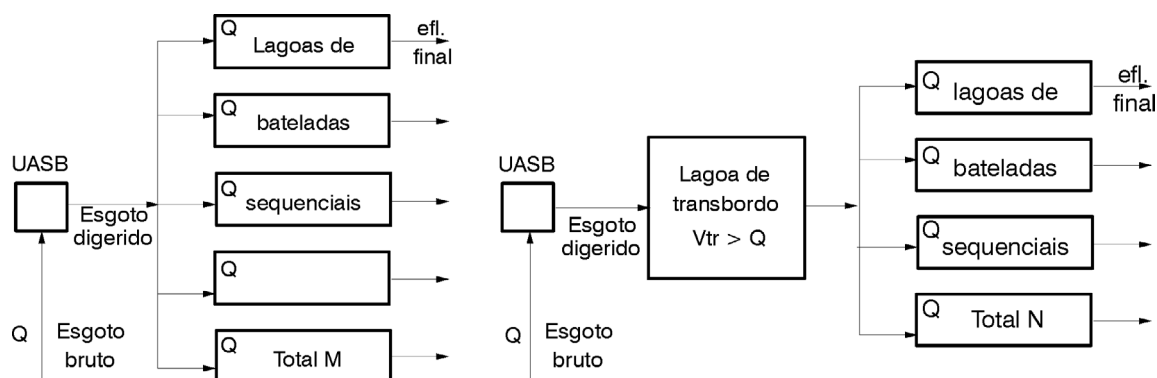 Q
Lagoas de
efl.
final
Q
bateladas
UASB
Q
sequenciais
Esgoto
digerido
Q
Q
Esgoto
bruto
Q
Total M
UASB
Esgoto
digerido
Q
Esgoto
bruto
Lagoa de
transbordo
Vtr > Q
Q
lagoas de
efl.
final
Q
bateladas
Q
sequenciais
Q
Total N